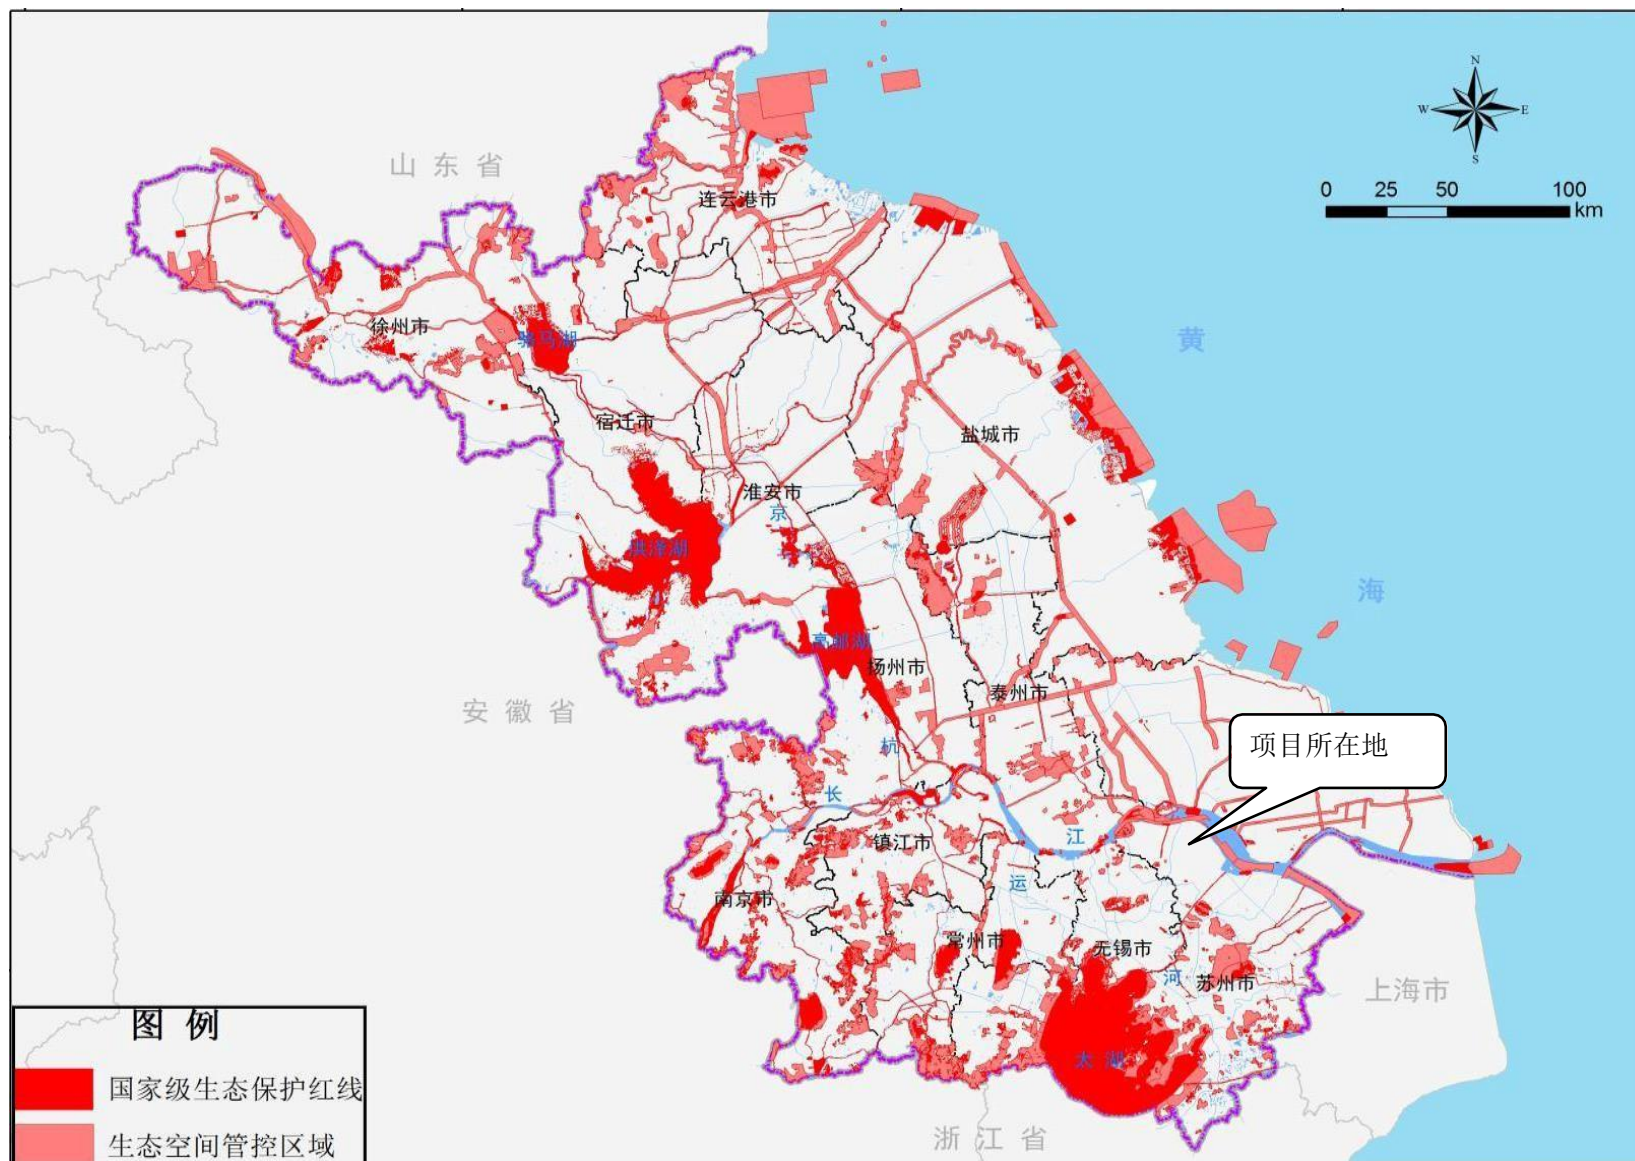 N
W E
S
0 25 50 100
km
山东省
连云港市
徐州市
骆马湖
黄
宿迁市
盐城市
淮安市
京
洪泽湖
海
高邮湖
扬州市
泰州市
安徽省
项目所在地
杭
长
江
镇江市
运
南京市
常州市
无锡市
河
苏州市
上海市
太湖
浙江省
图例
国家级生态保护红线
生态空间管控区域